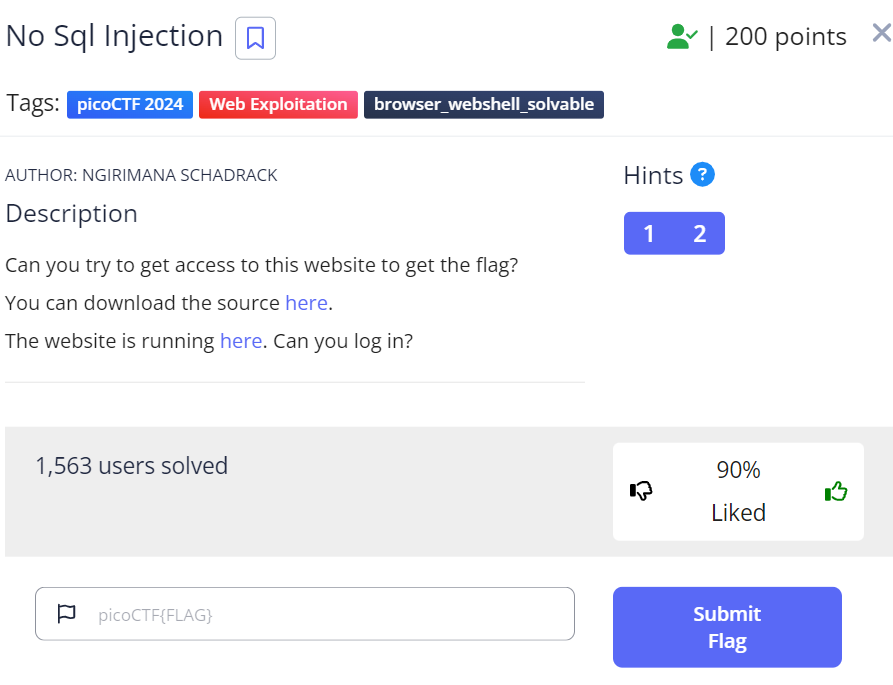 No Sql Injection
| 200 points
Tags: picoCTF 2024 Web Exploitation browser_webshell_solvable
AUTHOR: NGIRIMANA SCHADRACK
Hints ?
Description
1 2
Can you try to get access to this website to get the flag?
You can download the source here.
The website is running here. Can you log in?
1,563 users solved
90%
Liked
picoCTF{FLAG}
Submit
Flag